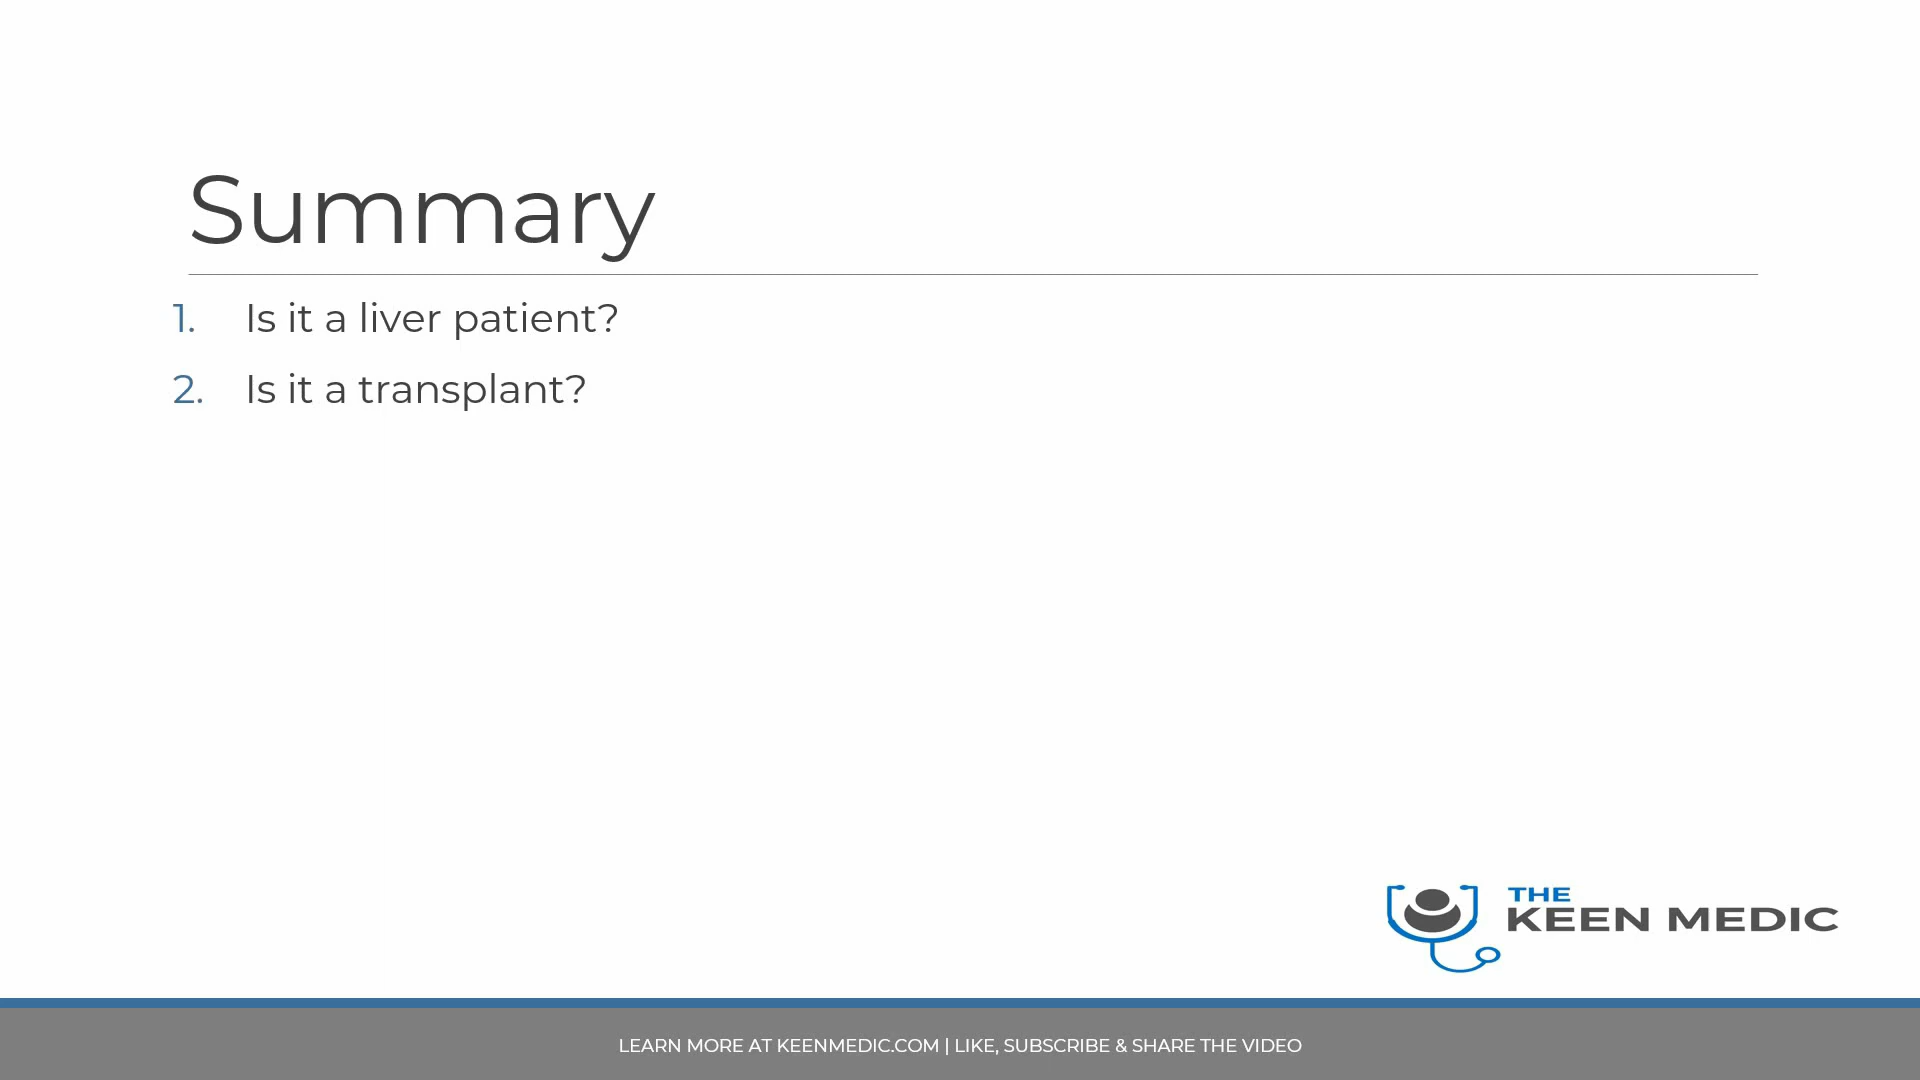 Summary
1. Is it a liver patient?
2. Is it a transplant?
THE
KEEN MEDIC
LEARN MORE AT KEENMEDIC.COM | LIKE, SUBSCRIBE & SHARE THE VIDEO